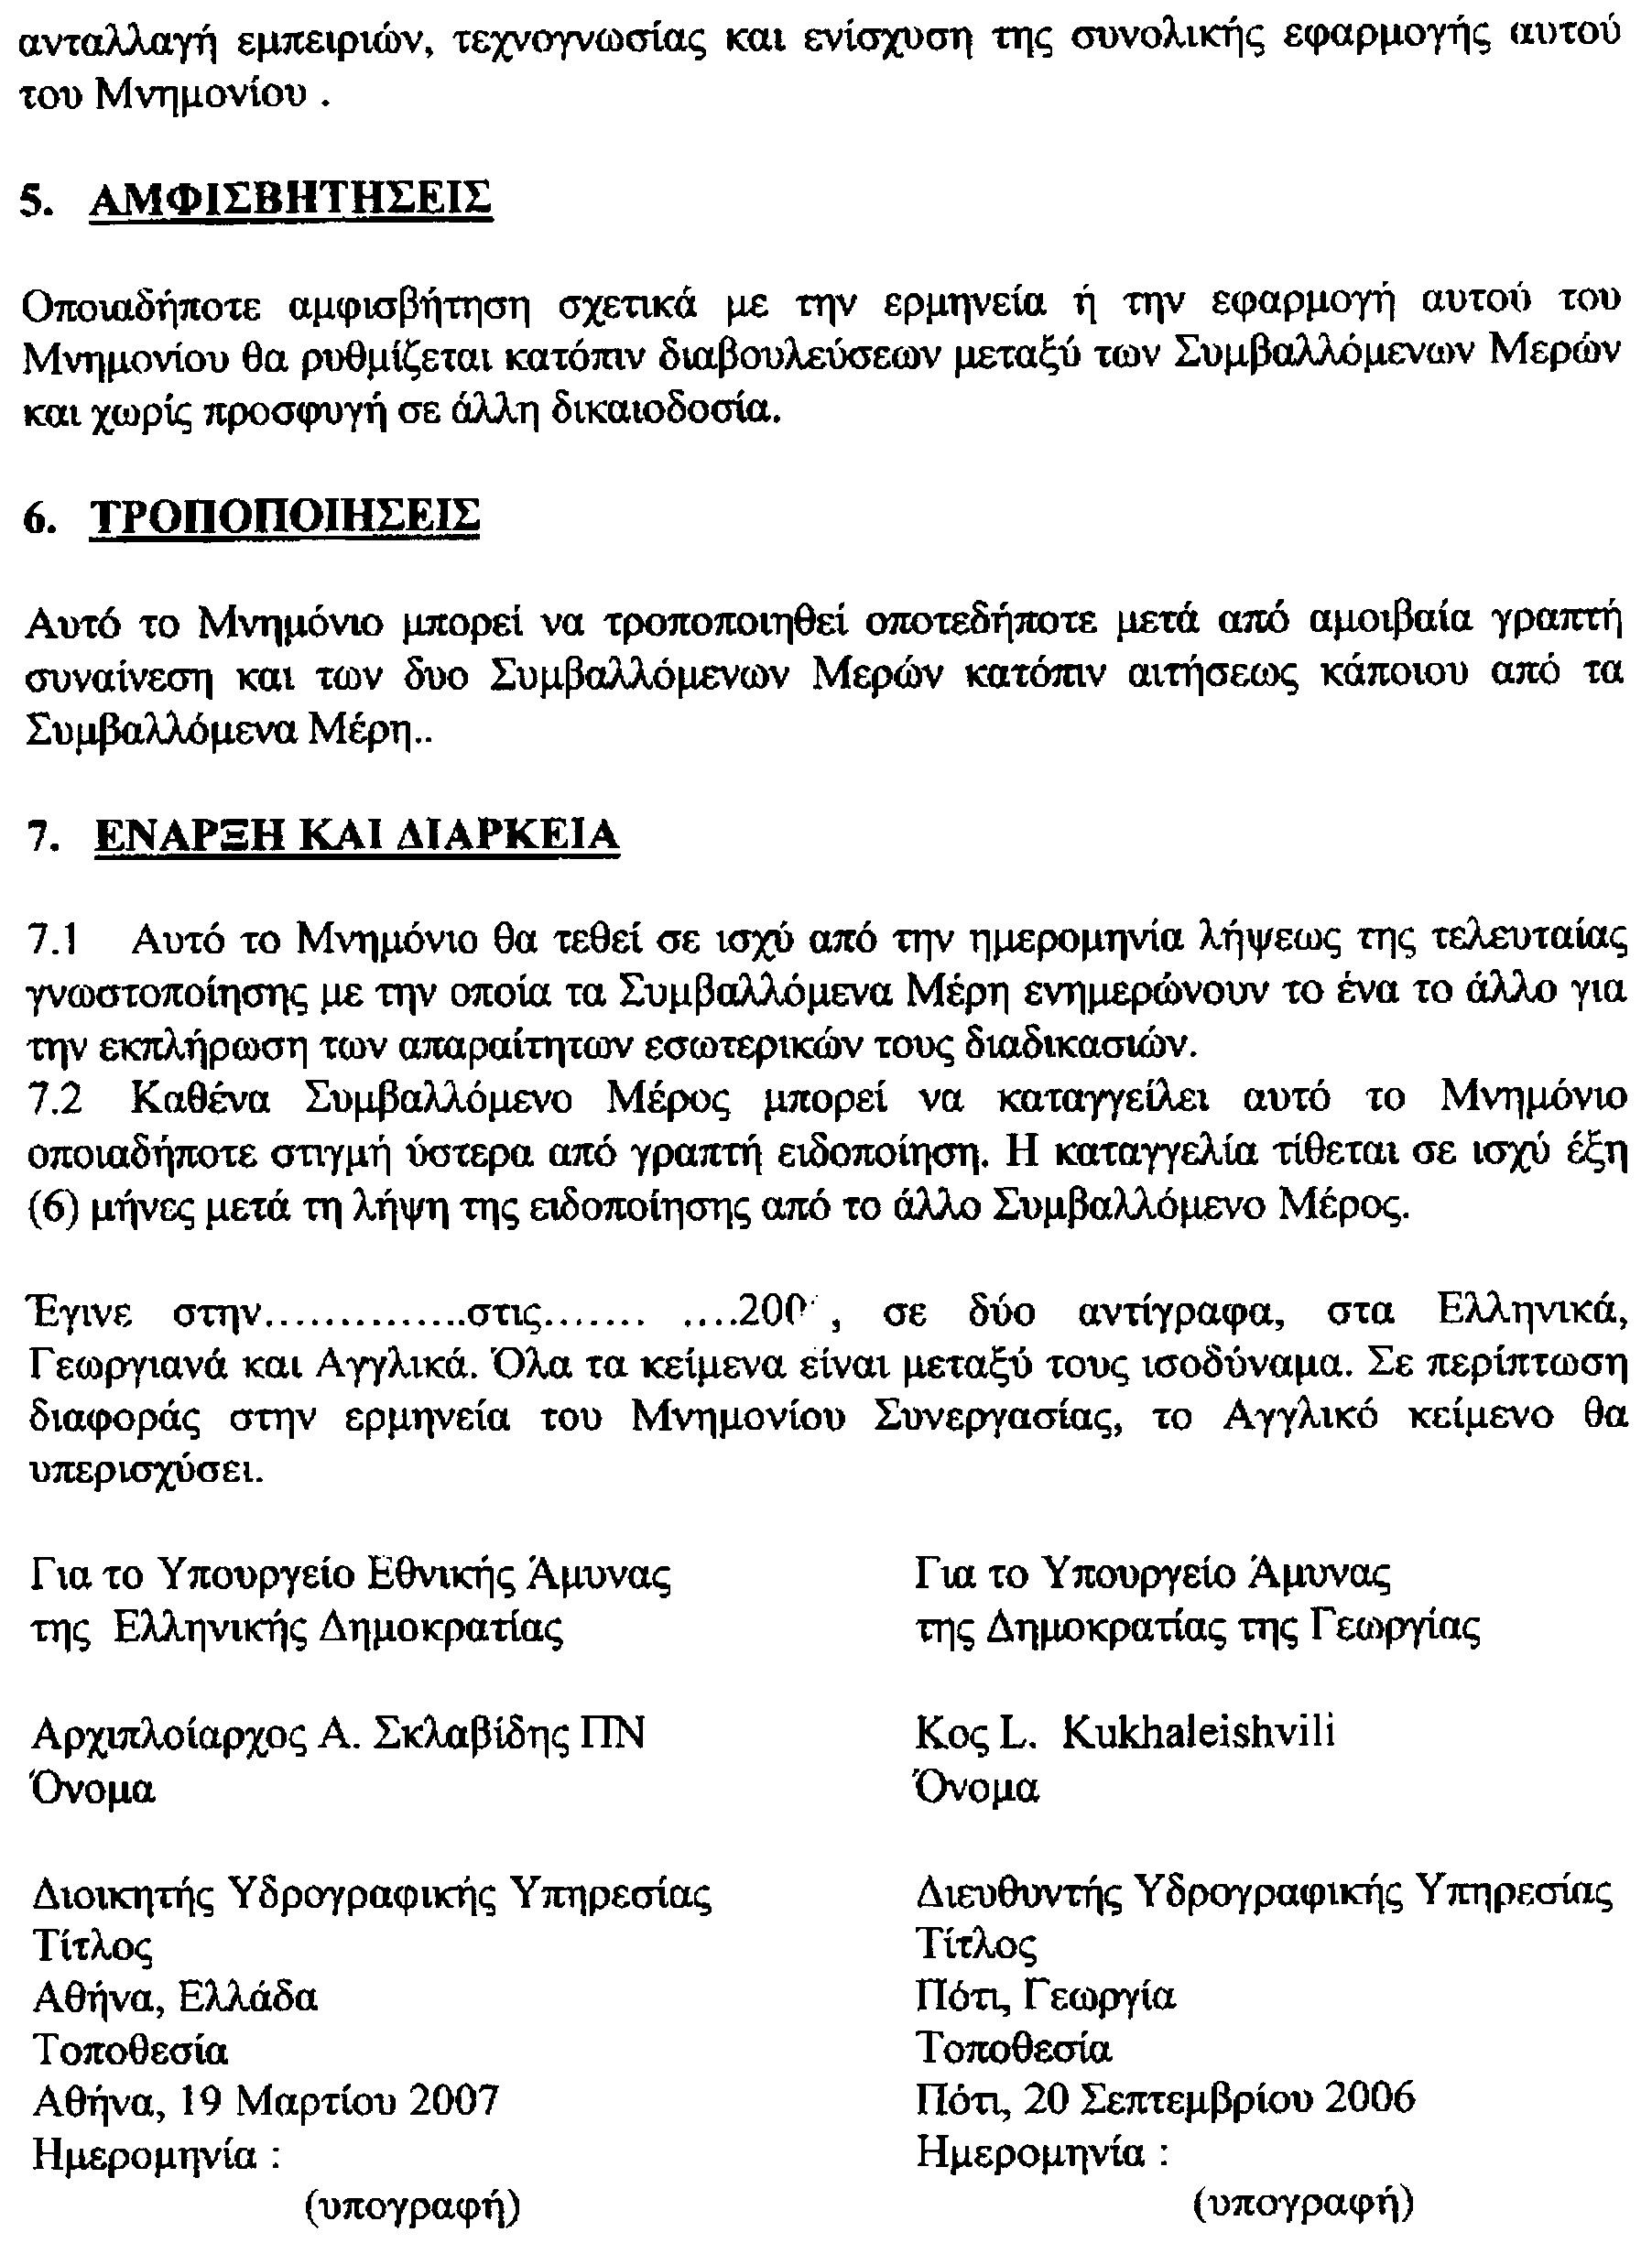 ανταλλαγή εμπειριών, τεχνογνωσίας και ενίσχυση της συνολικής εφαρμογής αυτού
του Μνημονίου .
5. ΑΜΦΙΣΒΗΤΗΣΕΙΣ
Οποιαδήποτε αμφισβήτηση σχετικά με την ερμηνεία ή την εφαρμογή αυτού του
Μνημονίου θα ρυθμίζεται κατόπιν διαβουλεύσεων μεταξύ των Συμβαλλόμενων Μερών
και χωρίς προσφυγή σε άλλη δικαιοδοσία.
6. ΤΡΟΠΟΠΟΙΗΣΕΙΣ
Αυτό το Μνημόνιο μπορεί να τροποποιηθεί οποτεδήποτε μετά από αμοιβαία γραπτή
συναίνεση και των δυο Συμβαλλόμενων Μερών κατόπιν αιτήσεως κάποιου από τα
Συμβαλλόμενα Μέρη..
7. ΕΝΑΡΞΗ ΚΑΙ ΔΙΑΡΚΕΙΑ
7.1 Αυτό το Μνημόνιο θα τεθεί σε ισχύ από την ημερομηνία λήψεως της τελευταίας
γνωστοποίησης με την οποία τα Συμβαλλόμενα Μέρη ενημερώνουν το ένα το άλλο για
την εκπλήρωση των απαραίτητων εσωτερικών τους διαδικασιών.
7.2 Καθένα Συμβαλλόμενο Μέρος μπορεί να καταγγείλει αυτό το Μνημόνιο
οποιαδήποτε στιγμή ύστερα από γραπτή ειδοποίηση. Η καταγγελία τίθεται σε ισχύ έξη
(6) μήνες μετά τη λήψη της ειδοποίησης από το άλλο Συμβαλλόμενο Μέρος.
Έγινε στην...............στις....... ....200 , σε δύο αντίγραφα, στα Ελληνικά,
Γεωργιανά και Αγγλικά. Όλα τα κείμενα είναι μεταξύ τους ισοδύναμα. Σε περίπτωση
διαφοράς στην ερμηνεία του Μνημονίου Συνεργασίας, το Αγγλικό κείμενο θα
υπερισχύσει.
Για το Υπουργείο Εθνικής Άμυνας
της Ελληνικής Δημοκρατίας
Αρχιπλοίαρχος Α. Σκλαβίδης ΠΝ
Όνομα
Διοικητής Υδρογραφικής Υπηρεσίας
Τίτλος
Αθήνα, Ελλάδα
Τοποθεσία
Αθήνα, 19 Μαρτίου 2007
Ημερομηνία :
(υπογραφή)
Για το Υπουργείο Άμυνας
της Δημοκρατίας της Γεωργίας
Κος L. Kukhaleishvili
Όνομα
Διευθυντής Υδρογραφικής Υπηρεσίας
Τίτλος
Πότι, Γεωργία
Τοποθεσία
Πότι, 20 Σεπτεμβρίου 2006
Ημερομηνία :
(υπογραφή)